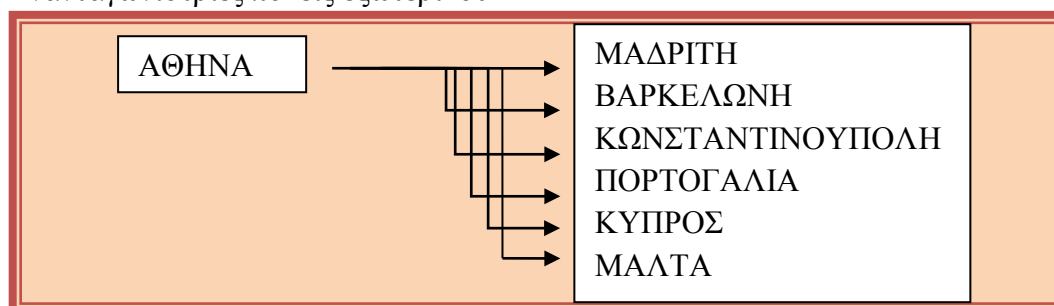 ΑΘΗΝΑ
ΜΑΔΡΙΤΗ
ΒΑΡΚΕΛΩΝΗ
ΚΩΝΣΤΑΝΤΙΝΟΥΠΟΛΗ
ΠΟΡΤΟΓΑΛΙΑ
ΚΥΠΡΟΣ
ΜΑΛΤΑ